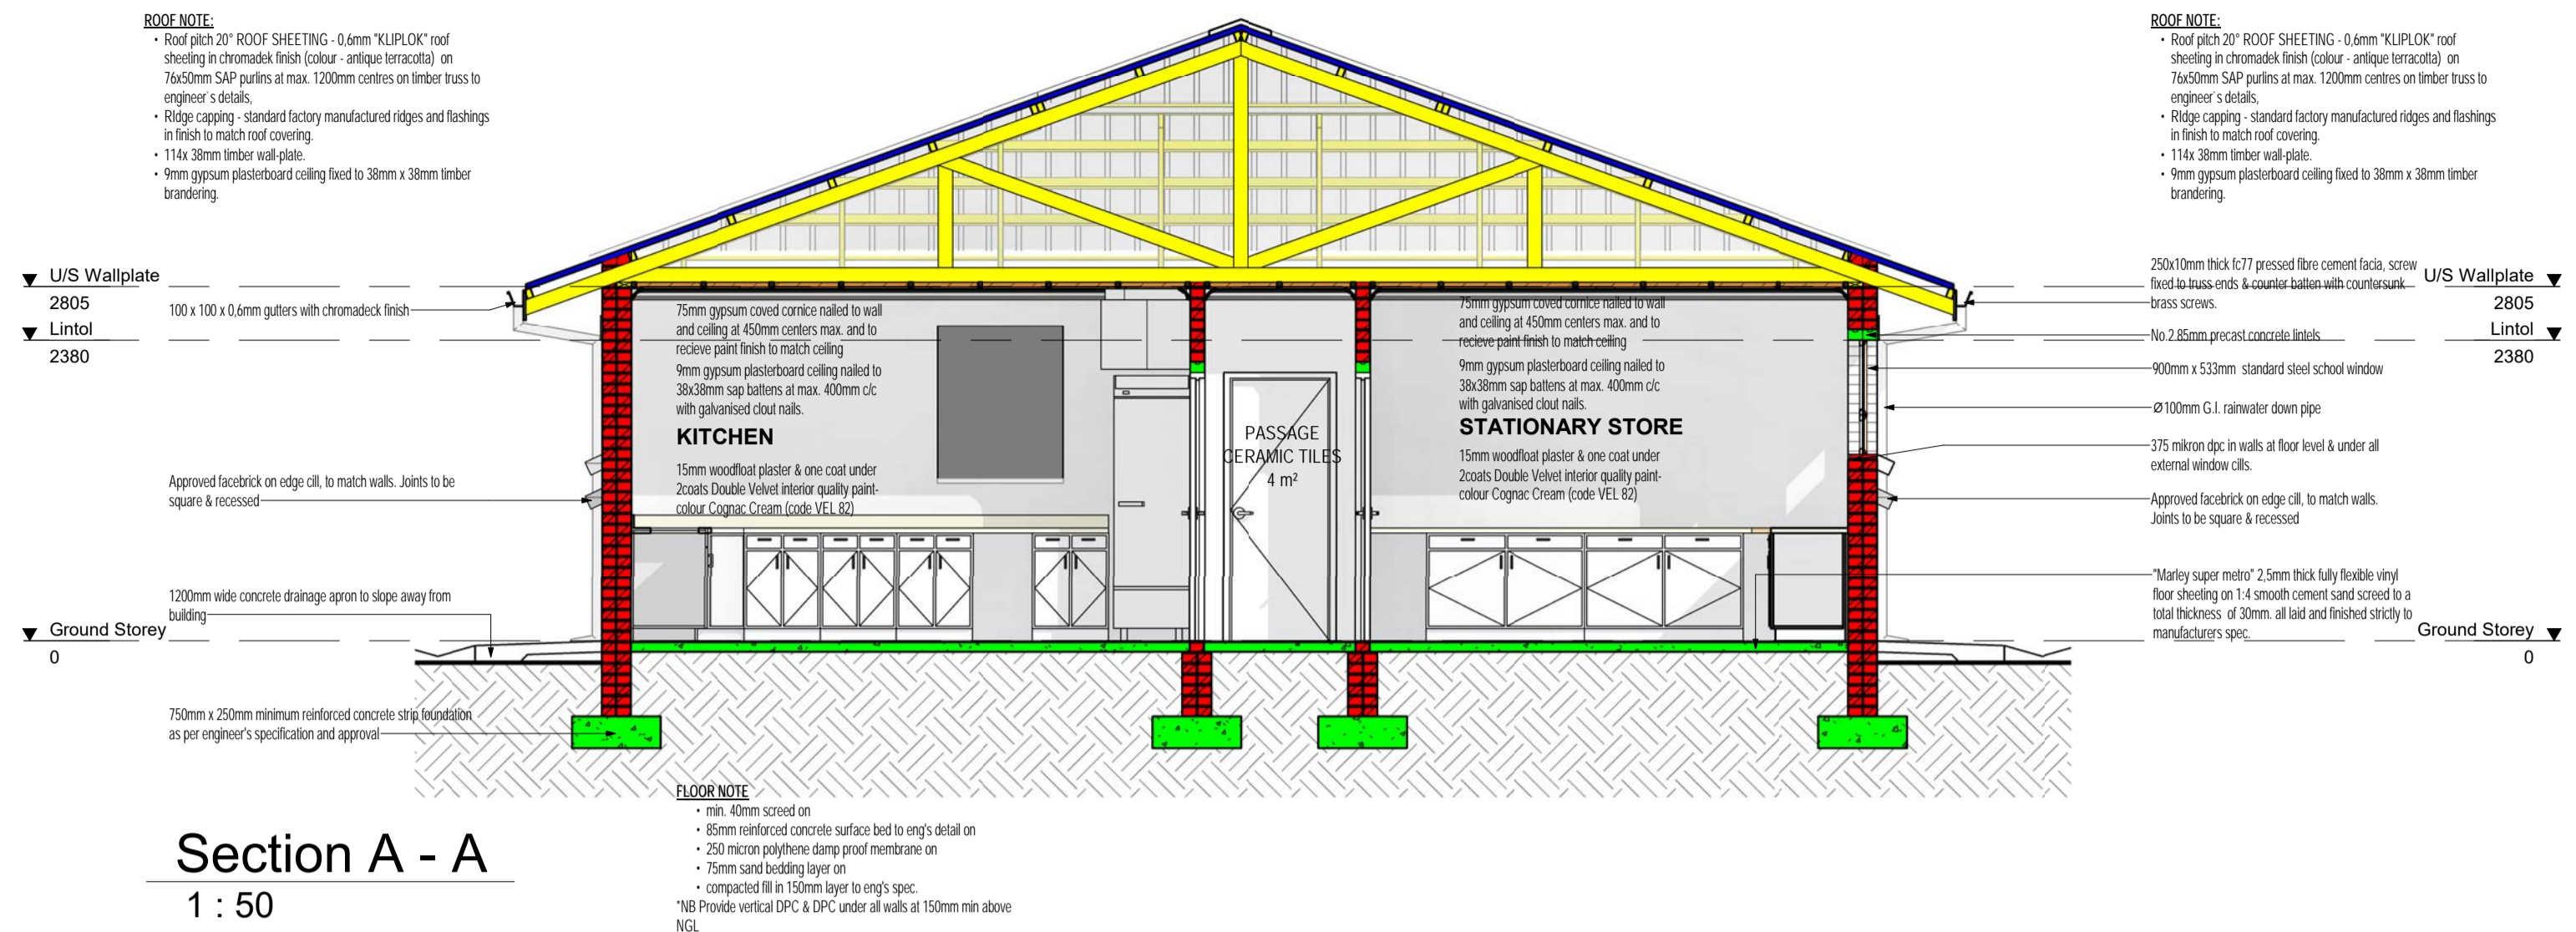 ROOF NOTE:
• Roof pitch 20° ROOF SHEETING - 0,6mm "KLIPLOK" roof
sheeting in chromadek finish (colour - antique terracotta) on
76x50mm SAP purlins at max. 1200mm centres on timber truss to
engineer`s details,
• RIdge capping - standard factory manufactured ridges and flashings
in finish to match roof covering.
• 114x 38mm timber wall-plate.
• 9mm gypsum plasterboard ceiling fixed to 38mm x 38mm timber
brandering.
U/S Wallplate
2805
100 x 100 x 0,6mm gutters with chromadeck finish
Lintol
2380
Approved facebrick on edge cill, to match walls. Joints to be
square & recessed
1200mm wide concrete drainage apron to slope away from
building
Ground Storey
0
750mm x 250mm minimum reinforced concrete strip foundation
as per engineer's specification and approval
75mm gypsum coved cornice nailed to wall
and ceiling at 450mm centers max. and to
recieve paint finish to match ceiling
9mm gypsum plasterboard ceiling nailed to
38x38mm sap battens at max. 400mm c/c
with galvanised clout nails.
KITCHEN
15mm woodfloat plaster & one coat under
2coats Double Velvet interior quality paint-
colour Cognac Cream (code VEL 82)
PASSAGE
CERAMIC TILES
4 m²
75mm gypsum coved cornice nailed to wall
and ceiling at 450mm centers max. and to
recieve paint finish to match ceiling
9mm gypsum plasterboard ceiling nailed to
38x38mm sap battens at max. 400mm c/c
with galvanised clout nails.
STATIONARY STORE
15mm woodfloat plaster & one coat under
2coats Double Velvet interior quality paint-
colour Cognac Cream (code VEL 82)
ROOF NOTE:
• Roof pitch 20° ROOF SHEETING - 0,6mm "KLIPLOK" roof
sheeting in chromadek finish (colour - antique terracotta) on
76x50mm SAP purlins at max. 1200mm centres on timber truss to
engineer`s details,
• RIdge capping - standard factory manufactured ridges and flashings
in finish to match roof covering.
• 114x 38mm timber wall-plate.
• 9mm gypsum plasterboard ceiling fixed to 38mm x 38mm timber
brandering.
250x10mm thick fc77 pressed fibre cement facia, screw
fixed to truss ends & counter batten with countersunk
brass screws.
U/S Wallplate
2805
No.2.85mm precast concrete lintels
Lintol
2380
900mm x 533mm standard steel school window
Ø100mm G.I. rainwater down pipe
375 mikron dpc in walls at floor level & under all
external window cills.
Approved facebrick on edge cill, to match walls.
Joints to be square & recessed
"Marley super metro" 2,5mm thick fully flexible vinyl
floor sheeting on 1:4 smooth cement sand screed to a
total thickness of 30mm. all laid and finished strictly to
manufacturers spec.
Ground Storey
0
FLOOR NOTE
• min. 40mm screed on
• 85mm reinforced concrete surface bed to eng's detail on
• 250 micron polythene damp proof membrane on
• 75mm sand bedding layer on
• compacted fill in 150mm layer to eng's spec.
*NB Provide vertical DPC & DPC under all walls at 150mm min above
NGL
Section A - A
1 : 50